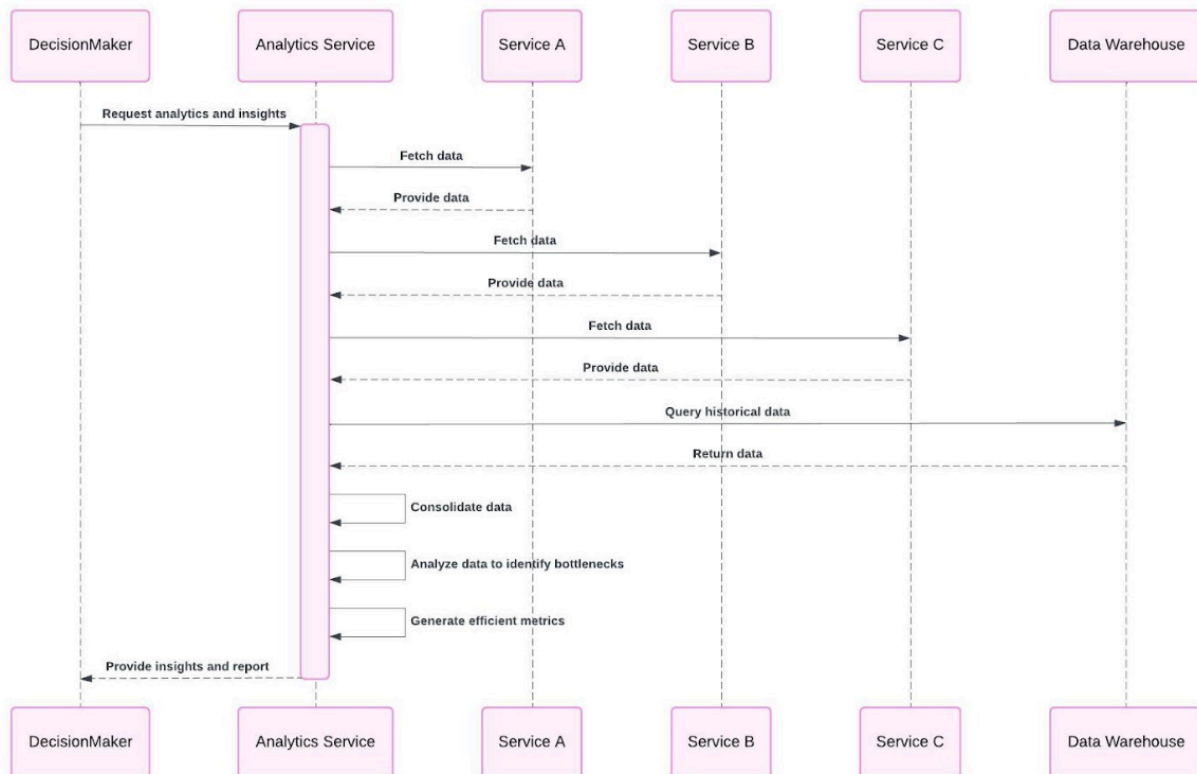 DecisionMaker
Analytics Service
Service A
Service B
Service C
Data Warehouse
Request analytics and insights
Fetch data
Provide data
Fetch data
Provide data
Fetch data
Provide data
Query historical data
Return data
Consolidate data
Analyze data to identify bottlenecks
Generate efficient metrics
Provide insights and report
DecisionMaker
Analytics Service
Service A
Service B
Service C
Data Warehouse